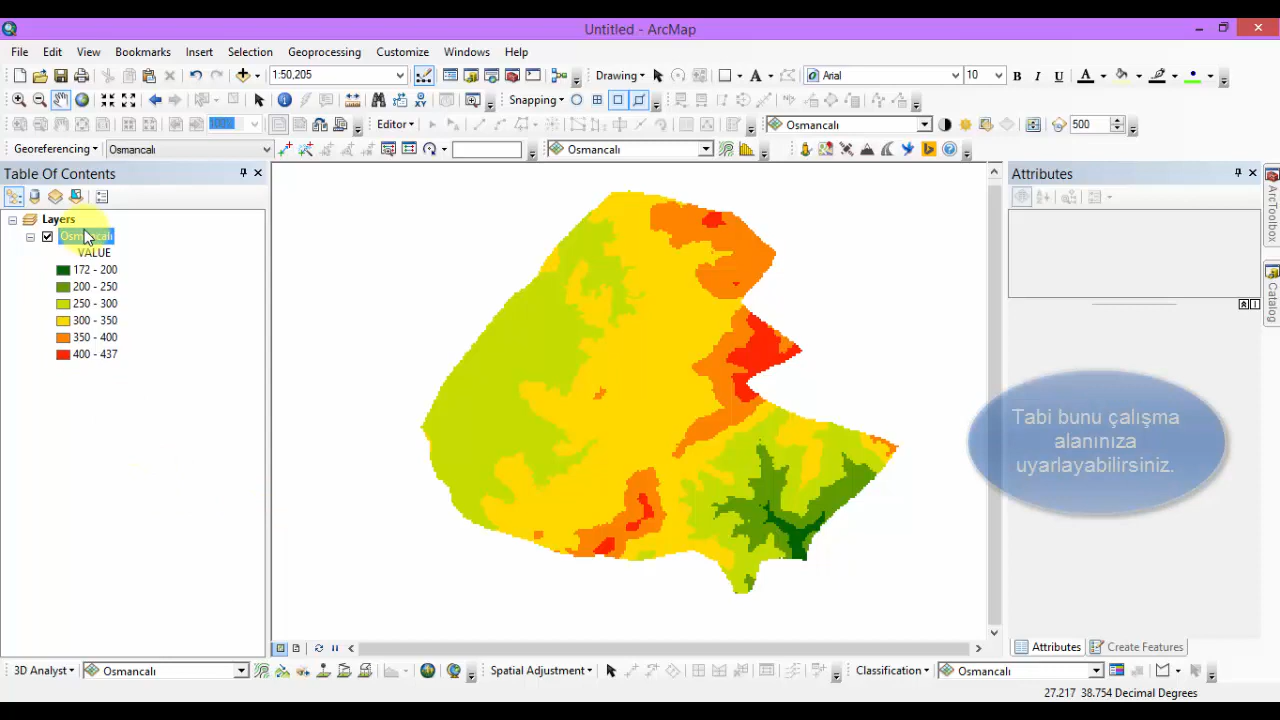 Untitled - ArcMap
File Edit View Bookmarks Insert Selection Geoprocessing Customize Windows Help
1:50,205 Drawing Arial 10 B I U A
Snapping
100% Editor Osmancalı 500
Georeferencing Osmancalı Osmancalı
Table Of Contents
Layers
Osmancalı
VALUE
172 - 200
200 - 250
250 - 300
300 - 350
350 - 400
400 - 437
Attributes
ArcToolbox
Catalog
Tabi bunu çalışma
alanınıza
uyarlayabilirsiniz.
Attributes Create Features
3D Analyst Osmancalı Spatial Adjustment Classification Osmancalı
27.217 38.754 Decimal Degrees